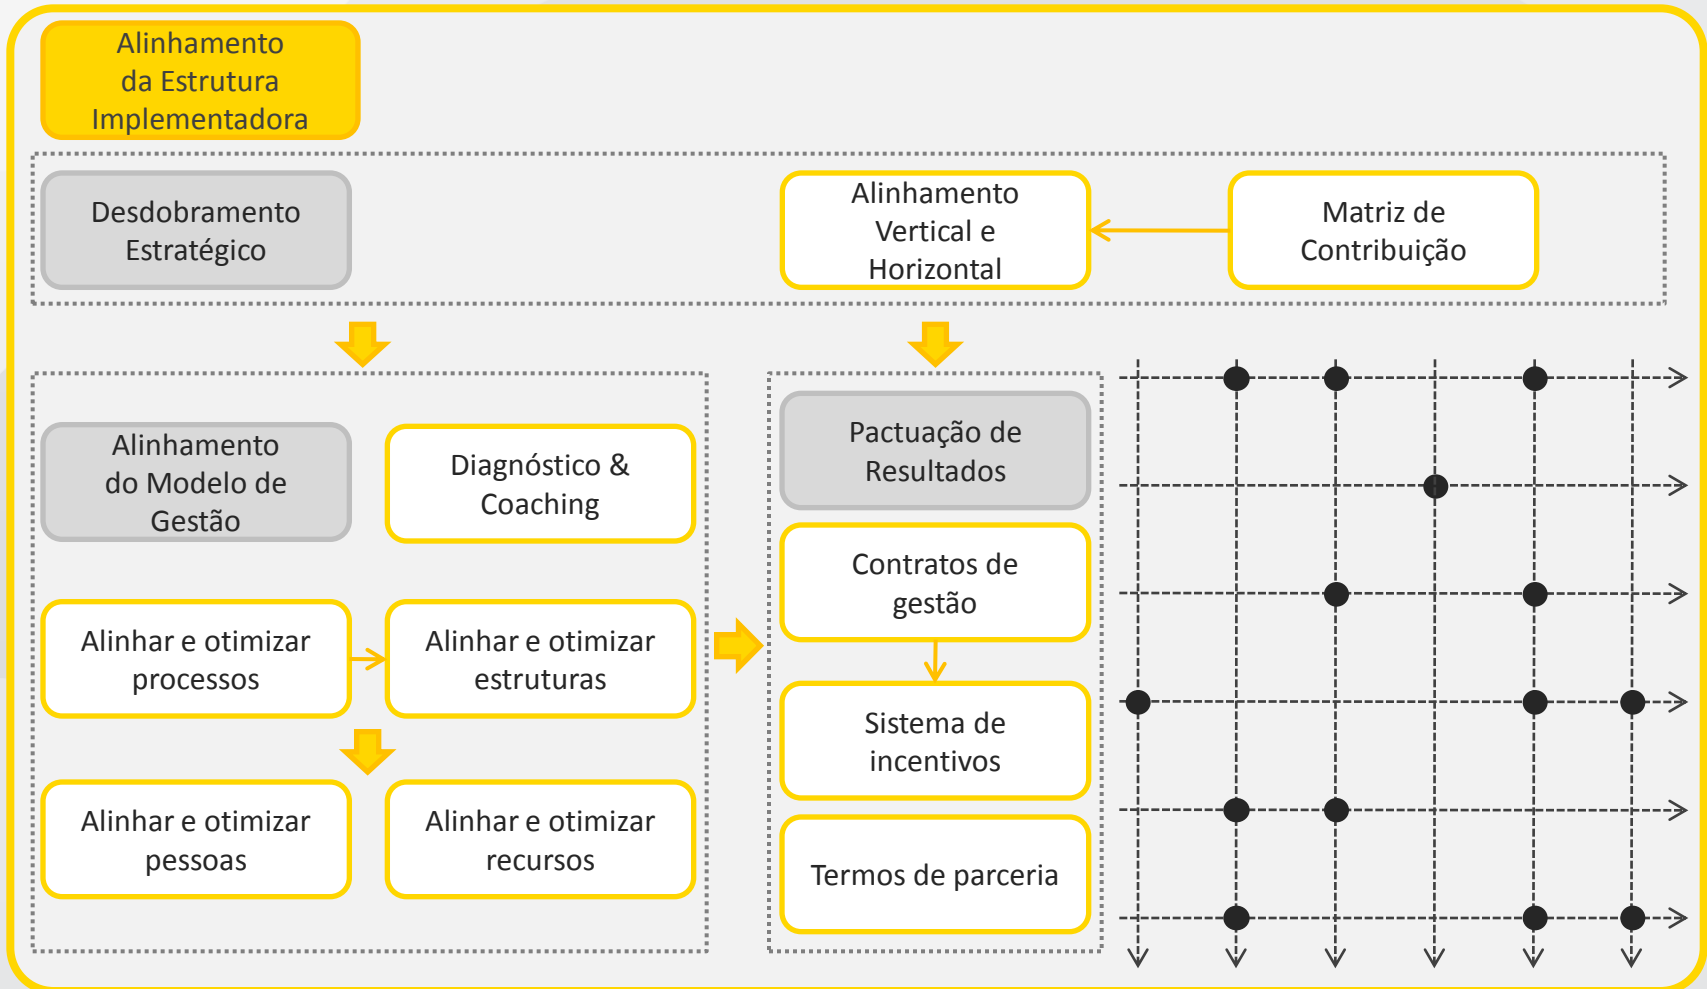 Alinhamento
da Estrutura
Implementadora
Desdobramento
Estratégico
Alinhamento
Vertical e
Horizontal
Matriz de
Contribuição
Alinhamento
do Modelo de
Gestão
Diagnóstico &
Coaching
Alinhar e otimizar
processos
Alinhar e otimizar
estruturas
Alinhar e otimizar
pessoas
Alinhar e otimizar
recursos
Pactuação de
Resultados
Contratos de
gestão
Sistema de
incentivos
Termos de parceria